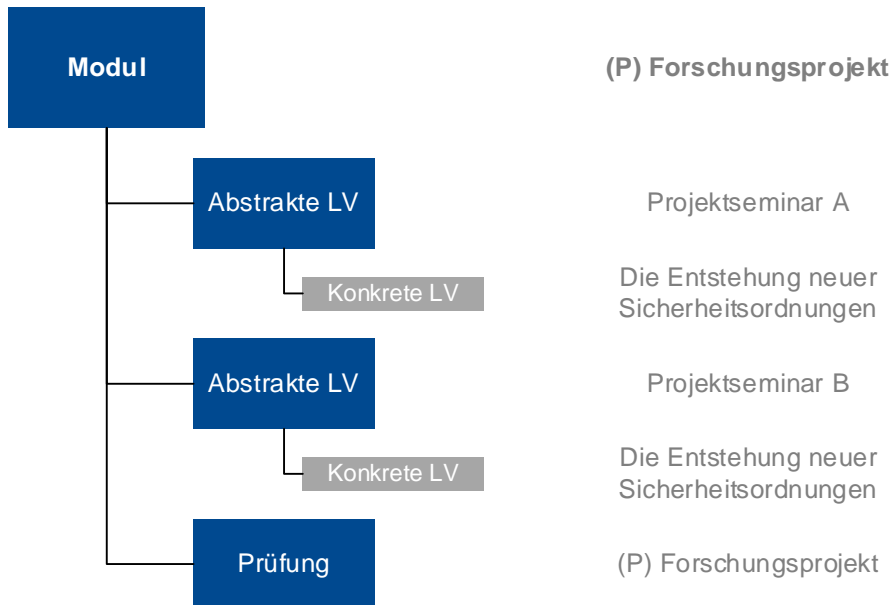 Modul
(P) Forschungsprojekt
Abstrakte LV
Projektseminar A
Konkrete LV
Die Entstehung neuer
Sicherheitsordnungen
Abstrakte LV
Projektseminar B
Konkrete LV
Die Entstehung neuer
Sicherheitsordnungen
Prüfung
(P) Forschungsprojekt